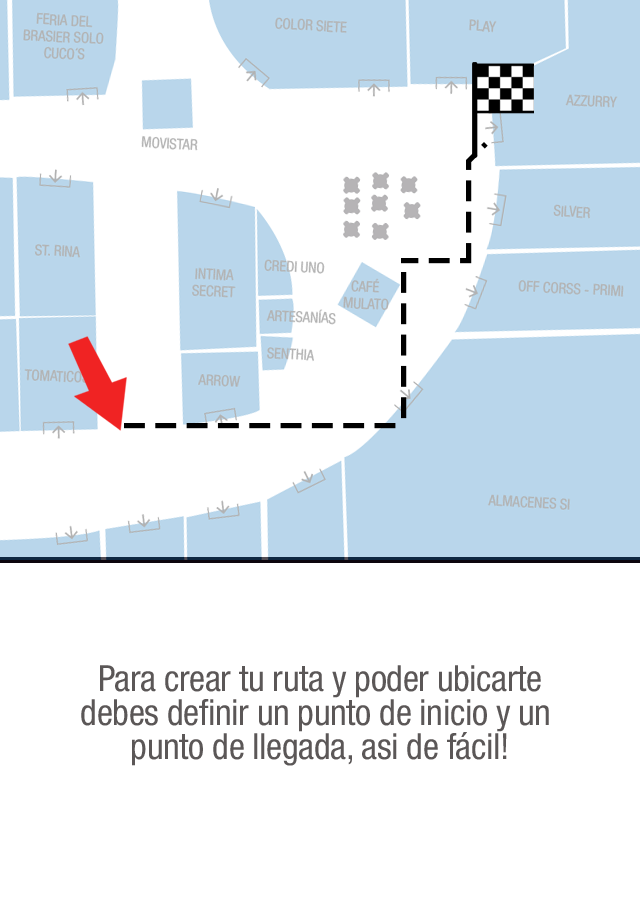 FERIA DEL
BRASIER SOLO
CUCO´S
COLOR SIETE
PLAY
AZZURRY
MOVISTAR
SILVER
ST. RINA
INTIMA
SECRET
CREDI UNO
CAFÉ
MULATO
OFF CORSS - PRIMI
ARTESANÍAS
SENTHIA
TOMATICO
ARROW
ALMACENES SI
Para crear tu ruta y poder ubicarte
debes definir un punto de inicio y un
punto de llegada, asi de fácil!